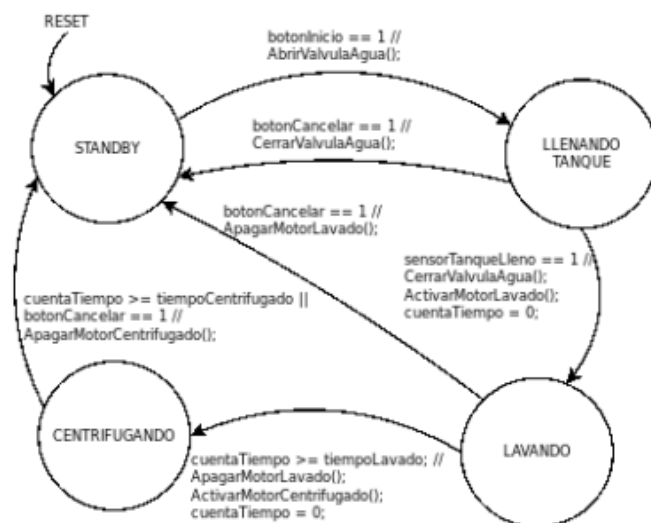 RESET
botonInicio == 1 //
AbrirValvulaAgua();
STANDBY
botonCancelar == 1 //
CerrarValvulaAgua();
LLENANDO
TANQUE
botonCancelar == 1 //
ApagarMotorLavado();
sensorTanqueLleno == 1 //
CerrarValvulaAgua();
ActivarMotorLavado();
cuentaTiempo = 0;
cuentaTiempo >= tiempoCentrifugado ||
botonCancelar == 1 //
ApagarMotorCentrifugado();
CENTRIFUGANDO
LAVANDO
cuentaTiempo >= tiempoLavado; //
ApagarMotorLavado();
ActivarMotorCentrifugado();
cuentaTiempo = 0;